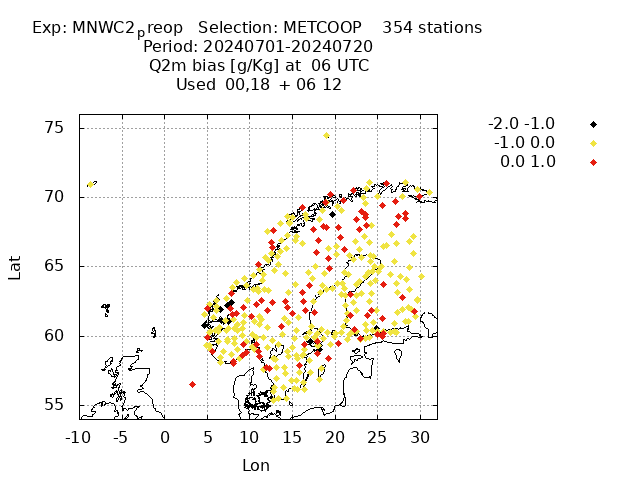 Exp: MNWC2preop   Selection: METCOOP    354 stations
Period: 20240701-20240720
Q2m bias [g/Kg] at  06 UTC
Used  00,18  + 06 12
-2.0 -1.0
-1.0 0.0
0.0 1.0
75
70
65
60
55
Lat
-10 -5 0 5 10 15 20 25 30
Lon